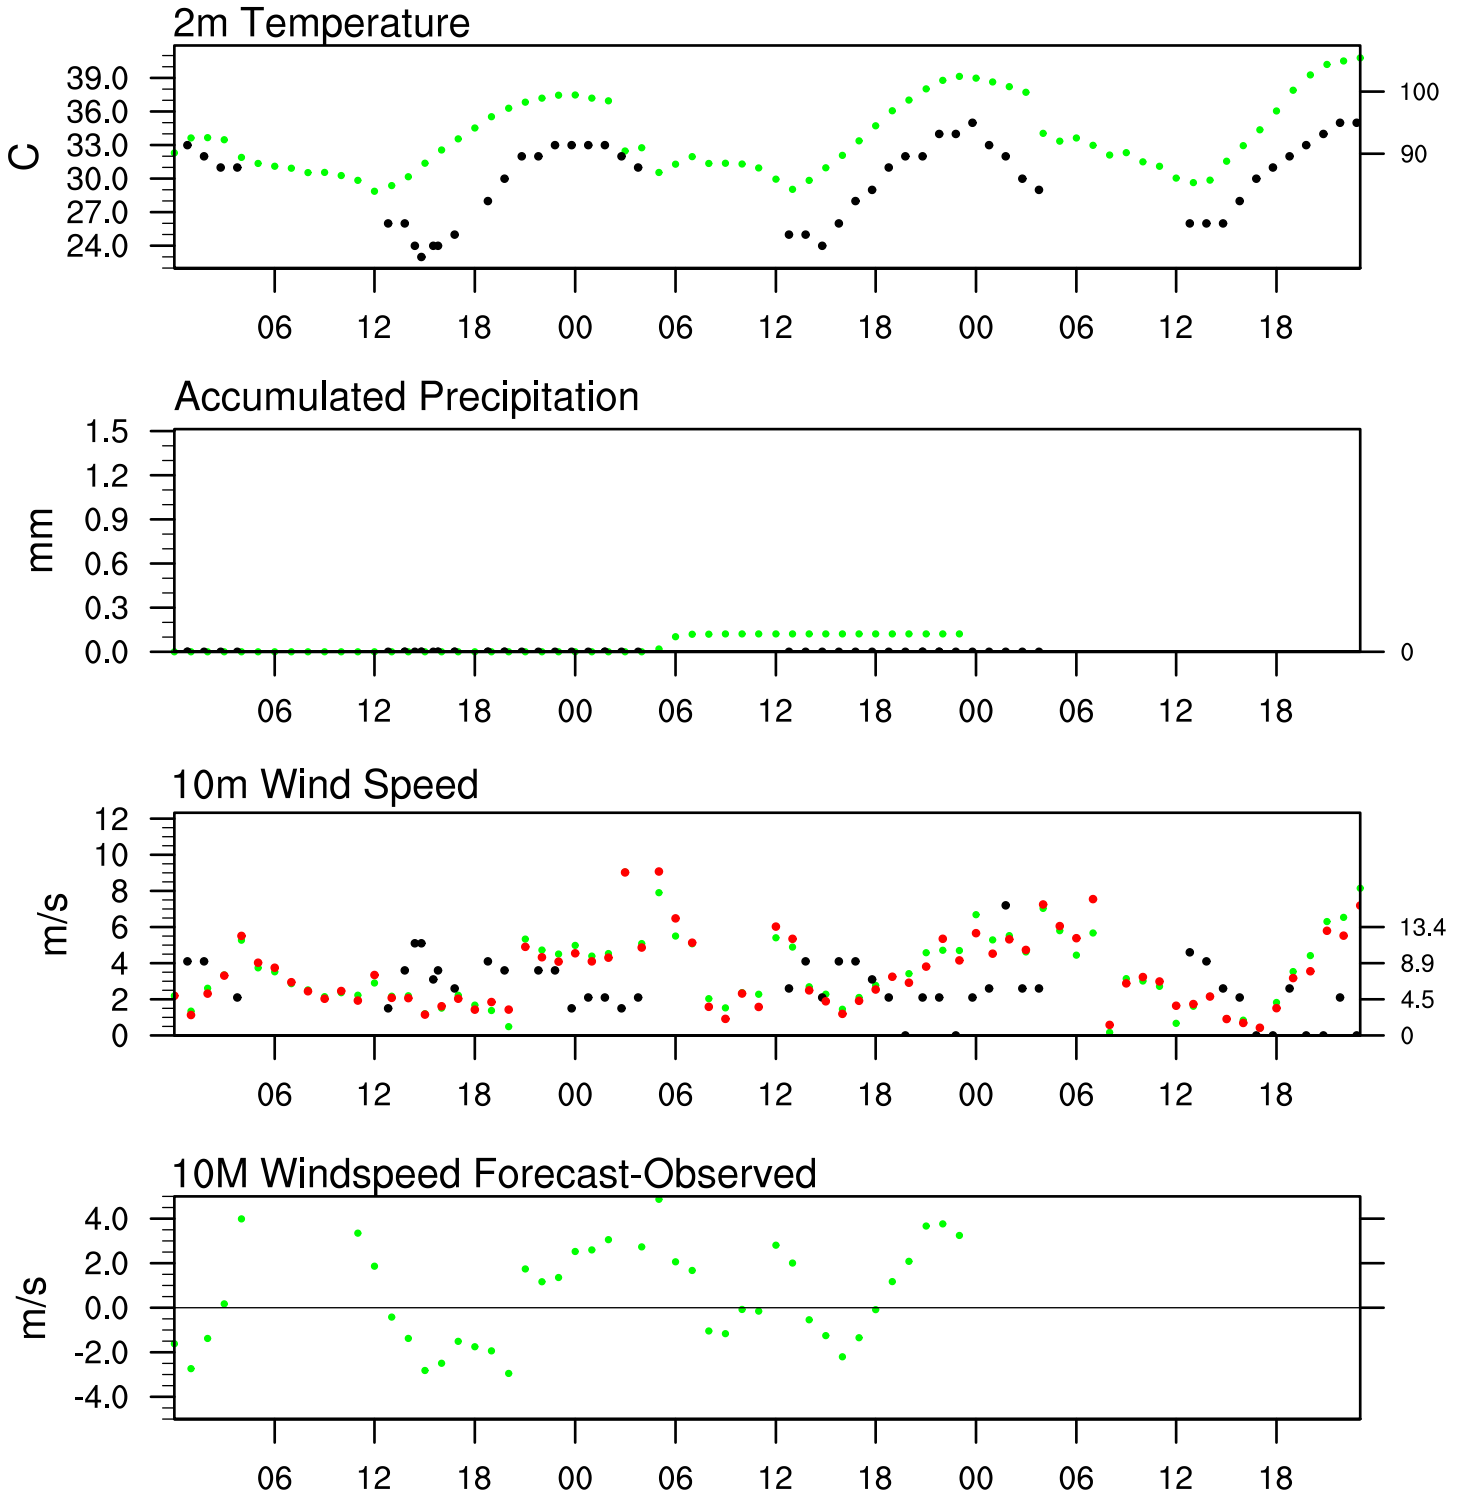 2m Temperature
39.0
36.0
33.0
30.0
27.0
24.0
C
100
90
06 12 18 00 06 12 18 00 06 12 18
Accumulated Precipitation
1.5
1.2
0.9
0.6
0.3
0.0
mm
0
06 12 18 00 06 12 18 00 06 12 18
10m Wind Speed
12
10
8
6
4
2
0
m/s
13.4
8.9
4.5
0
06 12 18 00 06 12 18 00 06 12 18
10M Windspeed Forecast-Observed
4.0
2.0
0.0
-2.0
-4.0
m/s
06 12 18 00 06 12 18 00 06 12 18